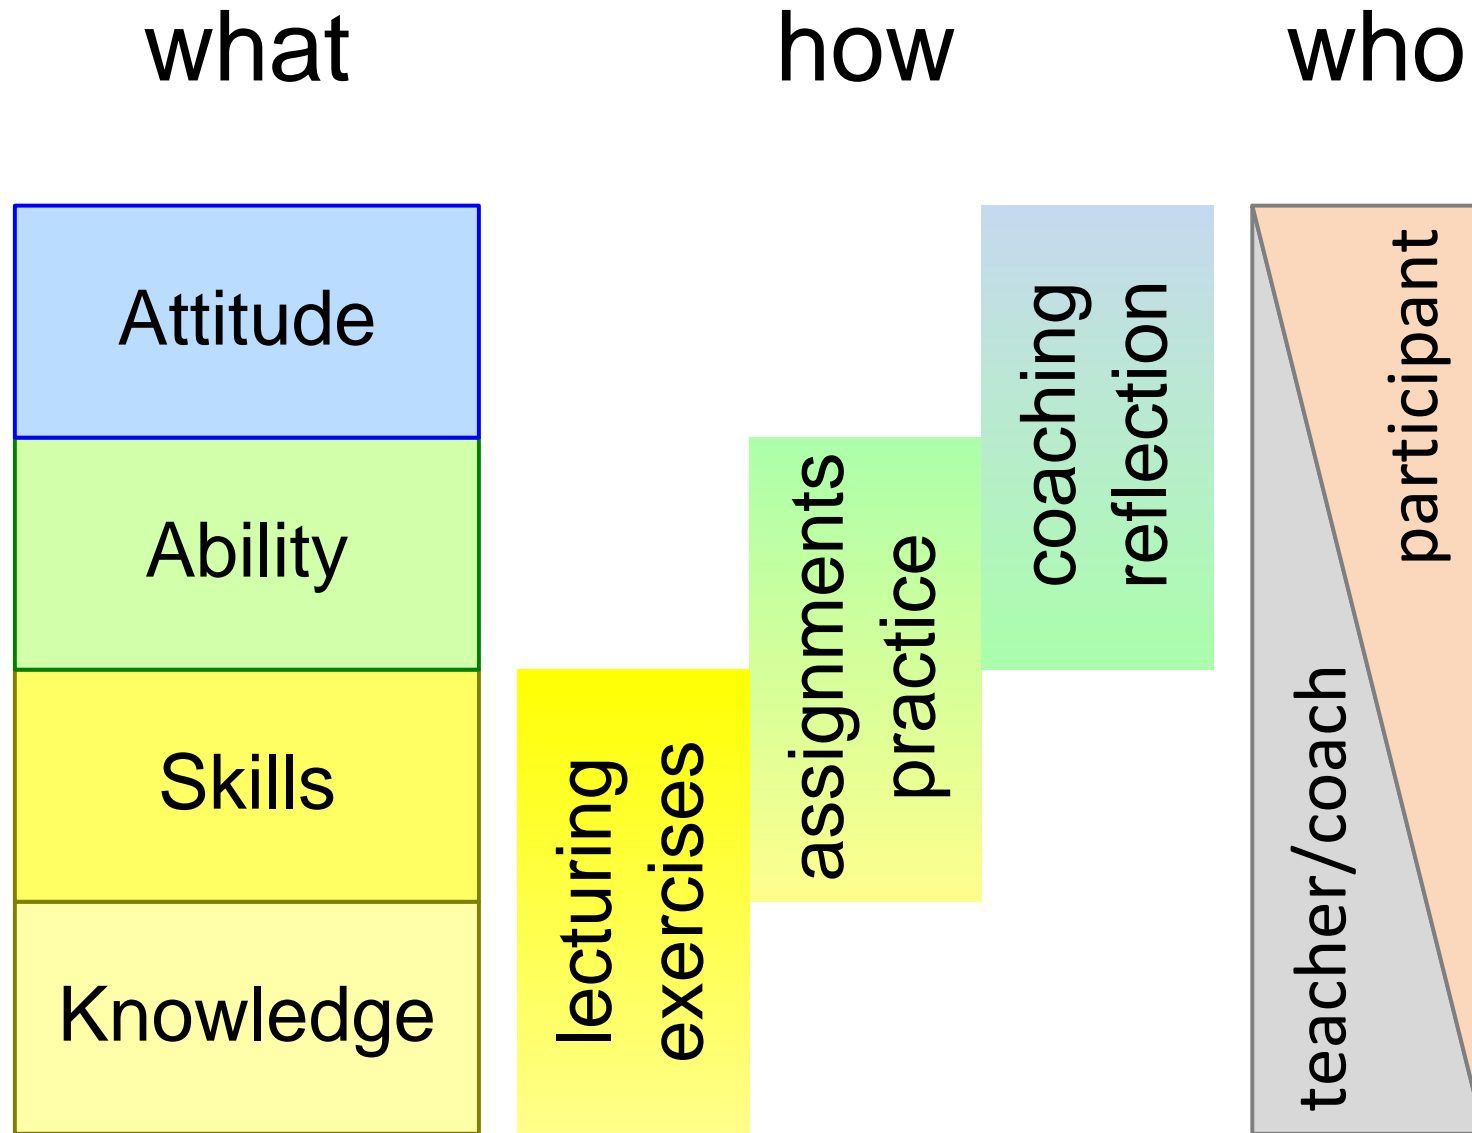 what
how
who
Attitude
Ability
Skills
Knowledge
lecturing
exercises
assignments
practice
coaching
reflection
teacher/coach
participant